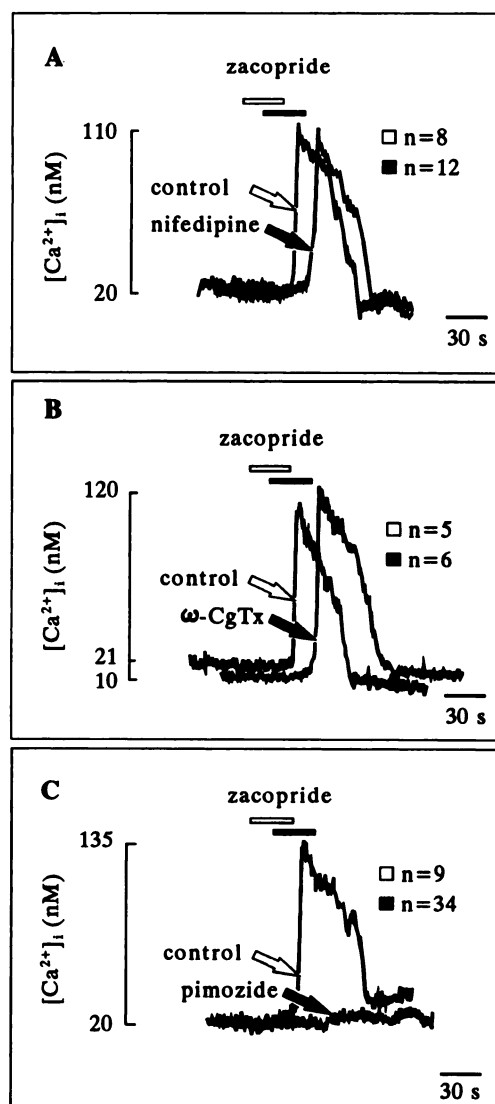 A
zacopride
110
n=8
n=12
control
nifedipine
[Ca²⁺]ᵢ (nM)
20
30 s
B
zacopride
120
n=5
n=6
control
ω-CgTx
[Ca²⁺]ᵢ (nM)
21
10
30 s
C
zacopride
135
n=9
n=34
control
pimozide
[Ca²⁺]ᵢ (nM)
20
30 s